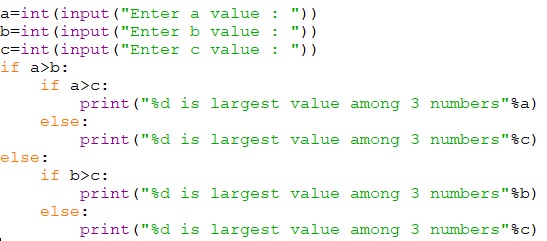 a=int(input("Enter a value : "))
b=int(input("Enter b value : "))
c=int(input("Enter c value : "))
if a>b:
    if a>c:
        print("%d is largest value among 3 numbers"%a)
    else:
        print("%d is largest value among 3 numbers"%c)
else:
    if b>c:
        print("%d is largest value among 3 numbers"%b)
    else:
        print("%d is largest value among 3 numbers"%c)